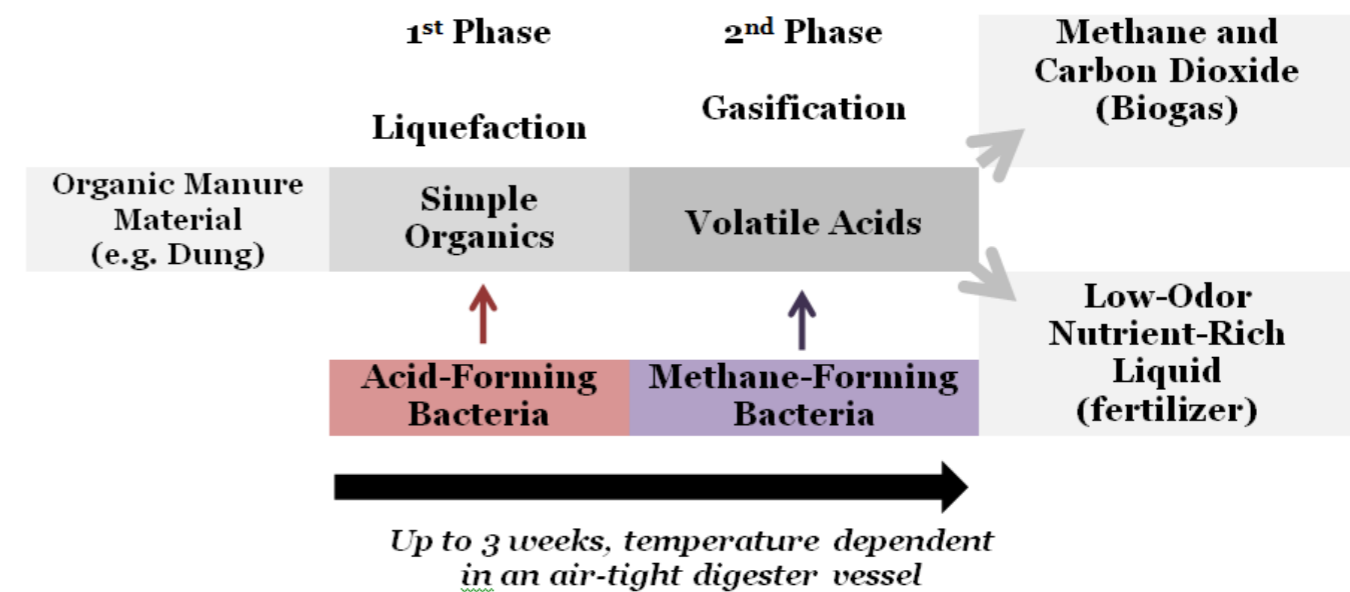 1st Phase
2nd Phase
Methane and
Carbon Dioxide
(Biogas)
Liquefaction
Gasification
Organic Manure
Material
(e.g. Dung)
Simple
Organics
Volatile Acids
Low-Odor
Nutrient-Rich
Liquid
(fertilizer)
Acid-Forming
Bacteria
Methane-Forming
Bacteria
Up to 3 weeks, temperature dependent
in an air-tight digester vessel